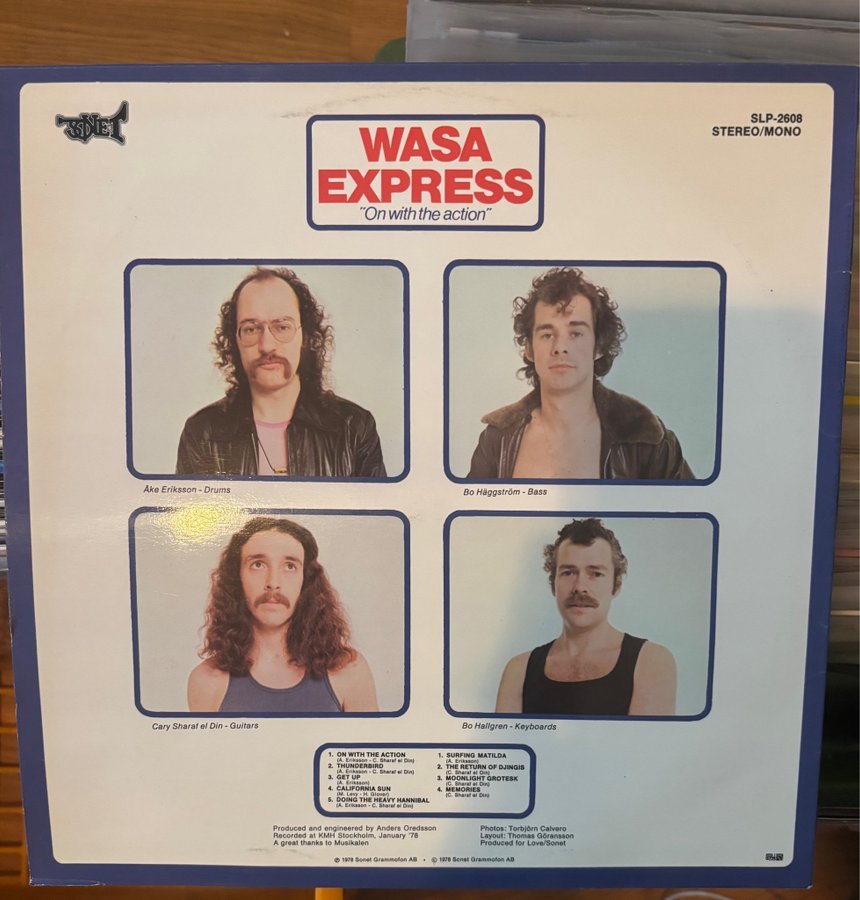 SONET
SLP-2608
STEREO/MONO
WASA
EXPRESS
"On with the action"
Åke Eriksson - Drums
Bo Häggström - Bass
Cary Sharaf el Din - Guitars
Bo Hallgren - Keyboards
1. ON WITH THE ACTION
(A. Eriksson - C. Sharaf el Din)
2. THUNDERBIRD
(A. Eriksson - C. Sharaf el Din)
3. GET UP
(A. Eriksson)
4. CALIFORNIA SUN
(M. Levy - H. Glover)
5. DOING THE HEAVY HANNIBAL
(A. Eriksson - C. Sharaf el Din)
1. SURFING MATILDA
(A. Eriksson)
2. THE RETURN OF DJINGIS
(C. Sharaf el Din)
3. MOONLIGHT GROTESK
(C. Sharaf el Din)
4. MEMORIES
(C. Sharaf el Din)
Produced and engineered by Anders Oredsson
Recorded at KMH Stockholm, January '78
A great thanks to Musikalen
Photos: Torbjörn Calvero
Layout: Thomas Göransson
Produced for Love/Sonet
℗ 1978 Sonet Grammofon AB • © 1978 Sonet Grammofon AB